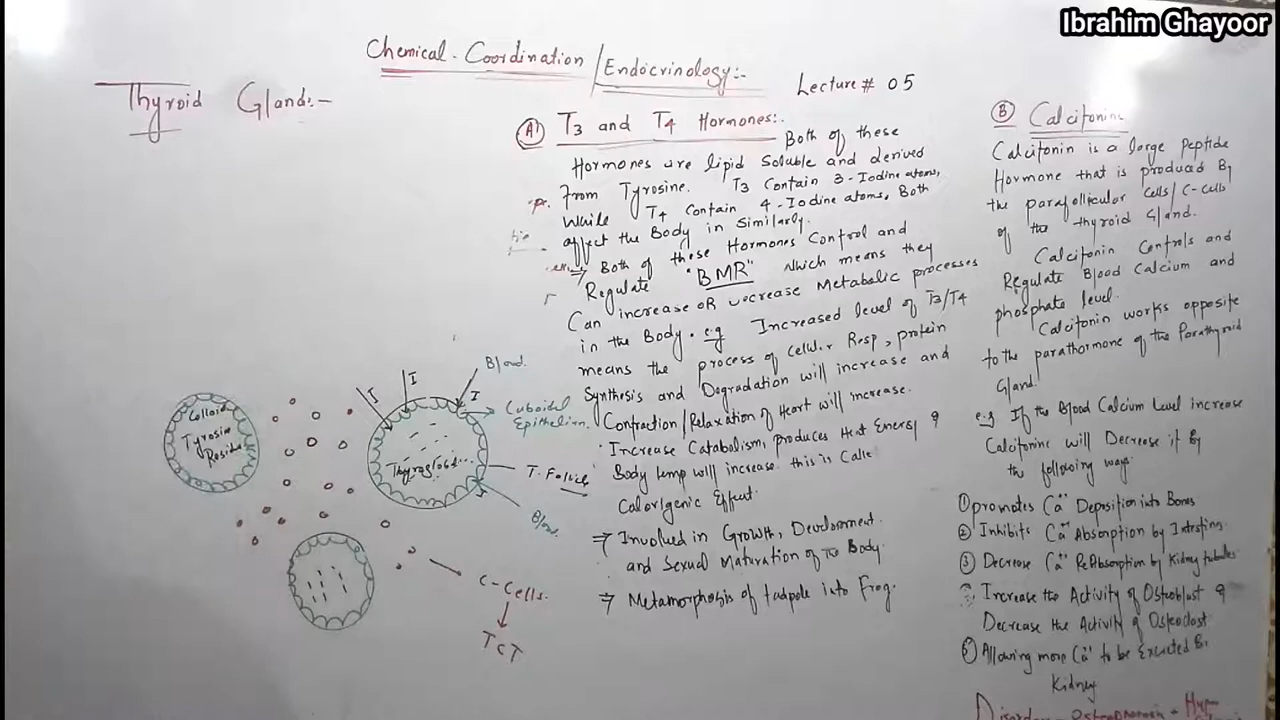 Ibrahim Ghayoor
Chemical Coordination / Endocrinology:-
Lecture # 05
Thyroid Gland:-
A) T3 and T4 Hormones:-
Both of these
Hormones are lipid Soluble and derived
From Tyrosine. T3 Contain 3-Iodine atoms,
While T4 Contain 4-Iodine atoms, Both
affect the Body in Similarly.
⇒ Both of these Hormones Control and
Regulate "BMR" Which means they
Can increase OR decrease Metabolic processes
in the Body. e.g Increased level of T3/T4
means the process of Cellular Resp, protein
Synthesis and Degradation will increase and
Contraction/Relaxation of Heart will increase.
Increase Catabolism, produces Heat Energy &
Body temp will increase. this is Calle
Calorigenic Effect.
⇒ Involved in Growth, Development.
and Sexual Maturation of the Body.
⇒ Metamorphosis of tadpole into Frog.
B Calcitonine
Calcitonin is a large Peptide
Hormone that is produced By
the parafollicular Cells/C-cells
of the thyroid Gland.
Calcitonin Controls and
Regulate Blood Calcium and
phosphate level.
Calcitonin works opposite
to the parathormone of the Parathyroid
Gland.
e.g If the Blood Calcium Level increase
Calcitonine will Decrease it By
the following ways.
① promotes Ca++ Deposition into Bones
② Inhibits Ca++ Absorption by Intestine
③ Decrease Ca++ ReAbsorption by Kidney tubules
Increase the Activity of Osteoblast &
Decrease the Activity of Osteoclast
⑤ Allowing more Ca++ to be Excreted By
Kidney
Disorder
Colloid
Tyrosin
Residue
I
I
I
Blood
Cuboidal
Epithelium
T. Follicle
Blood
C-Cells.
TCT